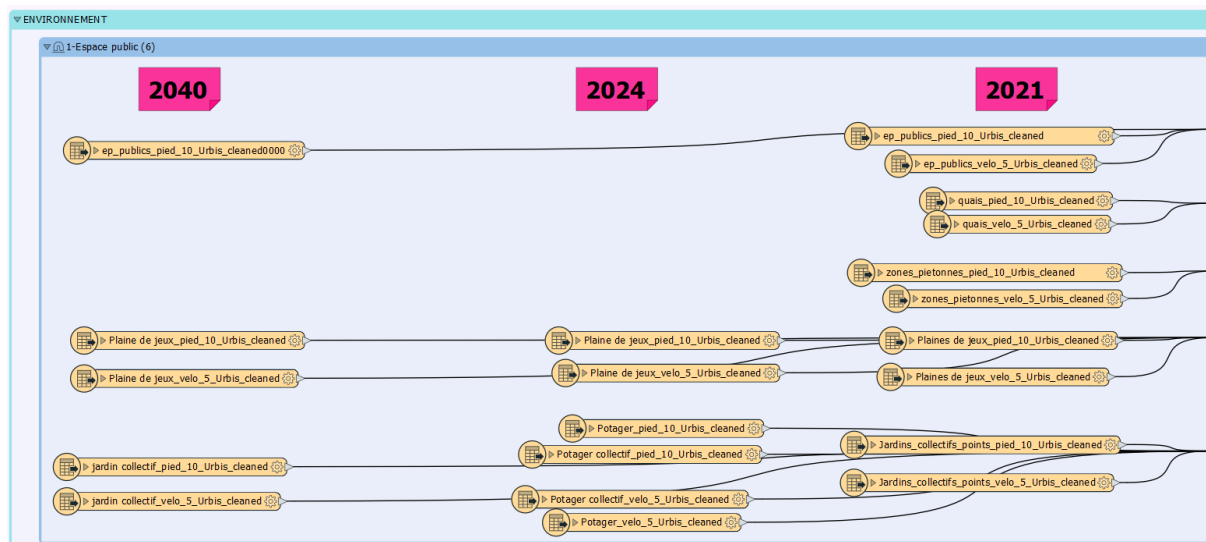 ENVIRONNEMENT
1-Espace public (6)
2040
2024
2021
ep_publics_pied_10_Urbis_cleaned0000
ep_publics_pied_10_Urbis_cleaned
ep_publics_velo_5_Urbis_cleaned
quais_pied_10_Urbis_cleaned
quais_velo_5_Urbis_cleaned
zones_pietonnes_pied_10_Urbis_cleaned
zones_pietonnes_velo_5_Urbis_cleaned
Plaine de jeux_pied_10_Urbis_cleaned
Plaine de jeux_pied_10_Urbis_cleaned
Plaines de jeux_pied_10_Urbis_cleaned
Plaine de jeux_velo_5_Urbis_cleaned
Plaine de jeux_velo_5_Urbis_cleaned
Plaines de jeux_velo_5_Urbis_cleaned
Potager_pied_10_Urbis_cleaned
Potager collectif_pied_10_Urbis_cleaned
Jardins_collectifs_points_pied_10_Urbis_cleaned
jardin collectif_pied_10_Urbis_cleaned
Jardins_collectifs_points_velo_5_Urbis_cleaned
jardin collectif_velo_5_Urbis_cleaned
Potager collectif_velo_5_Urbis_cleaned
Potager_velo_5_Urbis_cleaned